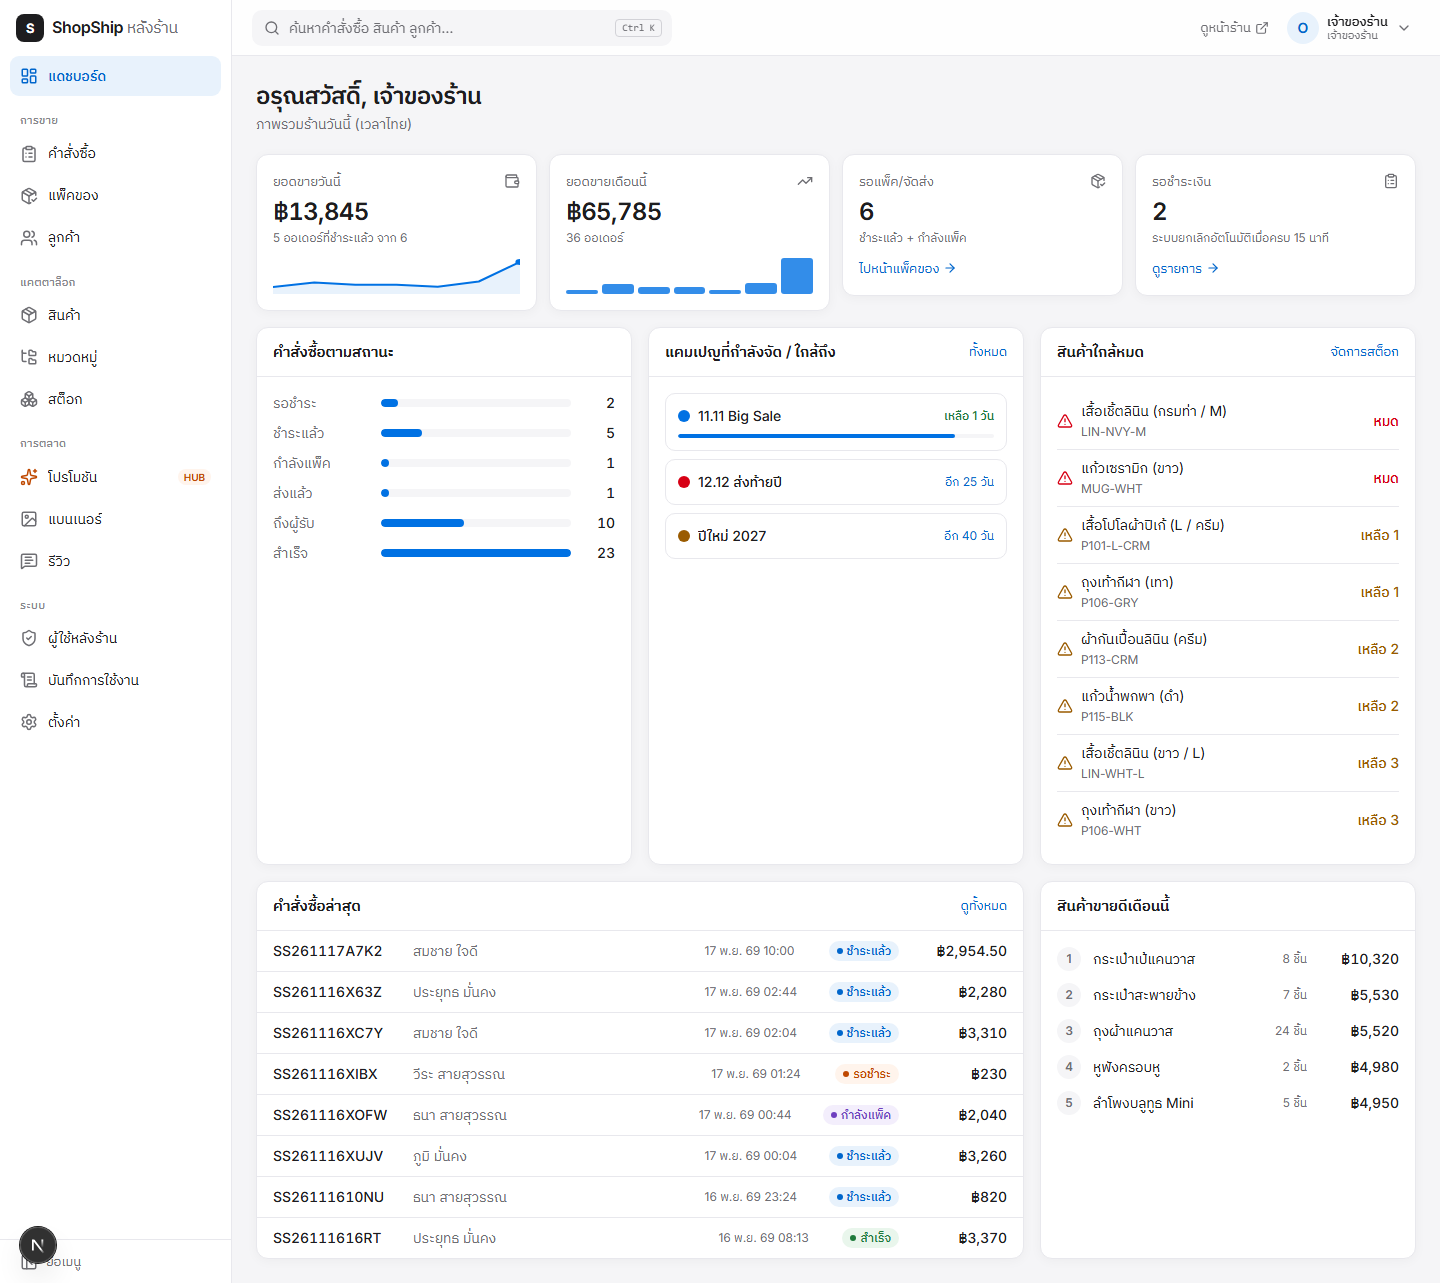 S ShopShip หลังร้าน
ค้นหาคำสั่งซื้อ สินค้า ลูกค้า... Ctrl K
ดูหน้าร้าน
O เจ้าของร้าน
เจ้าของร้าน
แดชบอร์ด
การขาย
คำสั่งซื้อ
แพ็คของ
ลูกค้า
แคตตาล็อก
สินค้า
หมวดหมู่
สต็อก
การตลาด
โปรโมชัน HUB
แบนเนอร์
รีวิว
ระบบ
ผู้ใช้หลังร้าน
บันทึกการใช้งาน
ตั้งค่า
N
ย่อเมนู
อรุณสวัสดิ์, เจ้าของร้าน
ภาพรวมร้านวันนี้ (เวลาไทย)
ยอดขายวันนี้
฿13,845
5 ออเดอร์ที่ชำระแล้ว จาก 6
ยอดขายเดือนนี้
฿65,785
36 ออเดอร์
รอแพ็ค/จัดส่ง
6
ชำระแล้ว + กำลังแพ็ค
ไปหน้าแพ็คของ
รอชำระเงิน
2
ระบบยกเลิกอัตโนมัติเมื่อครบ 15 นาที
ดูรายการ
คำสั่งซื้อตามสถานะ
รอชำระ 2
ชำระแล้ว 5
กำลังแพ็ค 1
ส่งแล้ว 1
ถึงผู้รับ 10
สำเร็จ 23
แคมเปญที่กำลังจัด / ใกล้ถึง ทั้งหมด
11.11 Big Sale เหลือ 1 วัน
12.12 ส่งท้ายปี อีก 25 วัน
ปีใหม่ 2027 อีก 40 วัน
สินค้าใกล้หมด จัดการสต็อก
เสื้อเชิ้ตลินิน (กรมท่า / M)
LIN-NVY-M หมด
แก้วเซรามิก (ขาว)
MUG-WHT หมด
เสื้อโปโลผ้าปิเก้ (L / ครีม)
P101-L-CRM เหลือ 1
ถุงเท้ากีฬา (เทา)
P106-GRY เหลือ 1
ผ้ากันเปื้อนลินิน (ครีม)
P113-CRM เหลือ 2
แก้วน้ำพกพา (ดำ)
P115-BLK เหลือ 2
เสื้อเชิ้ตลินิน (ขาว / L)
LIN-WHT-L เหลือ 3
ถุงเท้ากีฬา (ขาว)
P106-WHT เหลือ 3
คำสั่งซื้อล่าสุด ดูทั้งหมด
SS261117A7K2 สมชาย ใจดี 17 พ.ย. 69 10:00 ชำระแล้ว ฿2,954.50
SS261116X63Z ประยุทธ มั่นคง 17 พ.ย. 69 02:44 ชำระแล้ว ฿2,280
SS261116XC7Y สมชาย ใจดี 17 พ.ย. 69 02:04 ชำระแล้ว ฿3,310
SS261116XIBX วีระ สายสุวรรณ 17 พ.ย. 69 01:24 รอชำระ ฿230
SS261116XOFW ธนา สายสุวรรณ 17 พ.ย. 69 00:44 กำลังแพ็ค ฿2,040
SS261116XUJV ภูมิ มั่นคง 17 พ.ย. 69 00:04 ชำระแล้ว ฿3,260
SS26111610NU ธนา สายสุวรรณ 16 พ.ย. 69 23:24 ชำระแล้ว ฿820
SS261111616RT ประยุทธ มั่นคง 16 พ.ย. 69 08:13 สำเร็จ ฿3,370
สินค้าขายดีเดือนนี้
1 กระเป๋าเป้แคนวาส 8 ชิ้น ฿10,320
2 กระเป๋าสะพายข้าง 7 ชิ้น ฿5,530
3 ถุงผ้าแคนวาส 24 ชิ้น ฿5,520
4 หูฟังครอบหู 2 ชิ้น ฿4,980
5 ลำโพงบลูทูธ Mini 5 ชิ้น ฿4,950